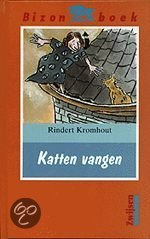 Bizon boek
Rindert Kromhout
Katten vangen
Zwijsen